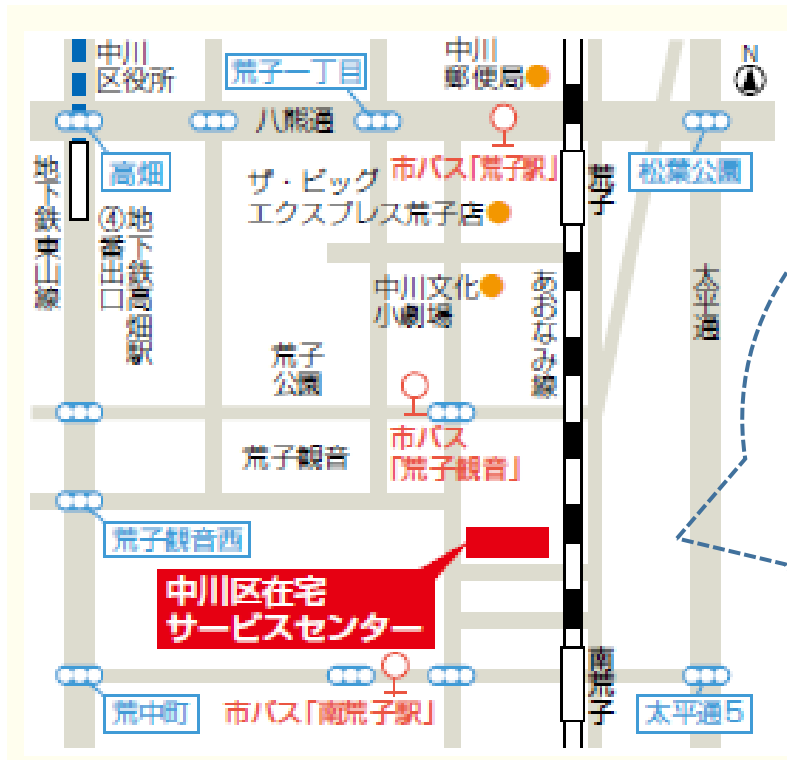 中川
区役所
荒子一丁目
中川
郵便局
N
八熊通
高畑
市バス「荒子駅」
荒子
松葉公園
ザ・ビッグ
エクスプレス荒子店
地下鉄東山線
地下鉄高畑駅
④番出口
中川文化
小劇場
あおなみ線
太平通
荒子
公園
市バス
「荒子観音」
荒子観音
荒子観音西
中川区在宅
サービスセンター
南荒子
荒中町
市バス「南荒子駅」
太平通5